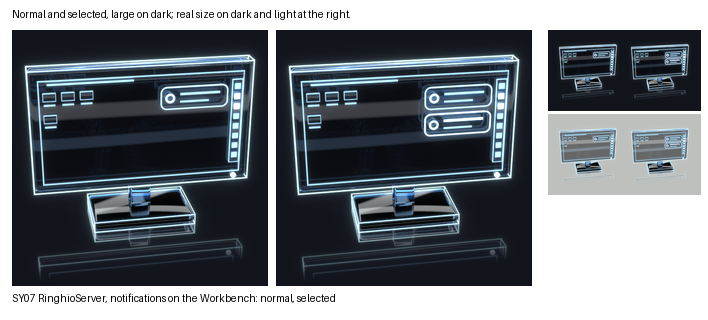 Normal and selected, large on dark; real size on dark and light at the right.
SY07 RinghioServer, notifications on the Workbench: normal, selected